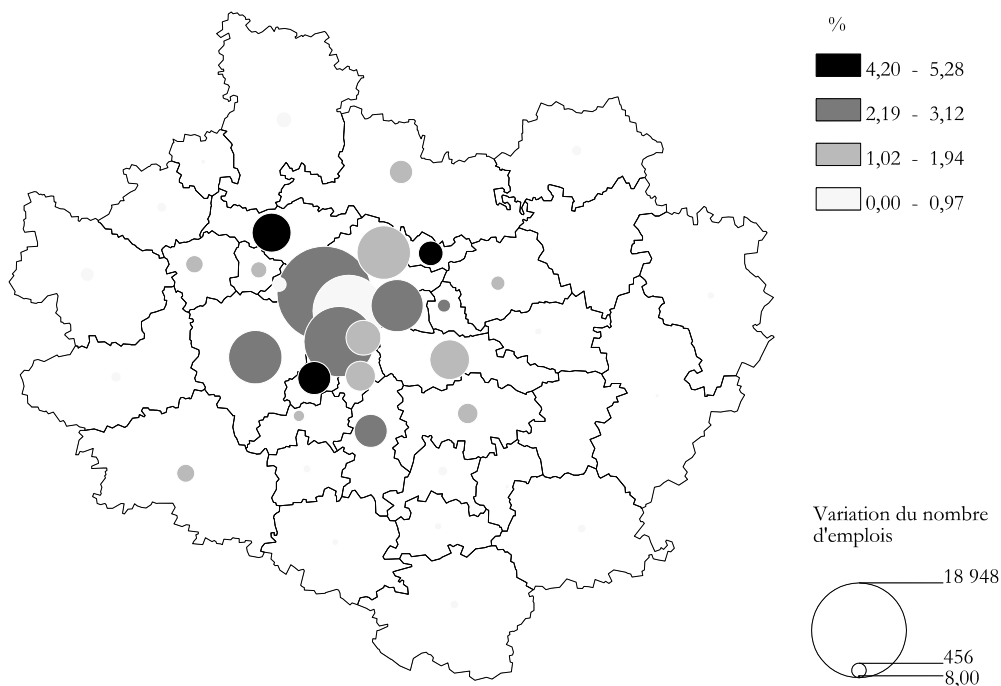 %
4,20 - 5,28
2,19 - 3,12
1,02 - 1,94
0,00 - 0,97
Variation du nombre
d'emplois
18 948
456
8,00